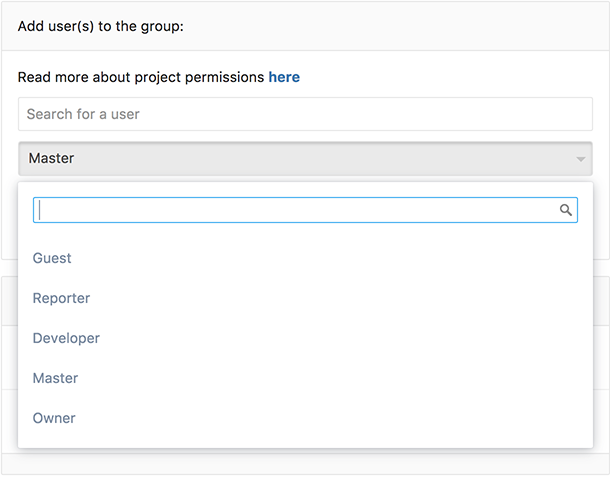 Add user(s) to the group:
Read more about project permissions here
Search for a user
Master
Guest
Reporter
Developer
Master
Owner